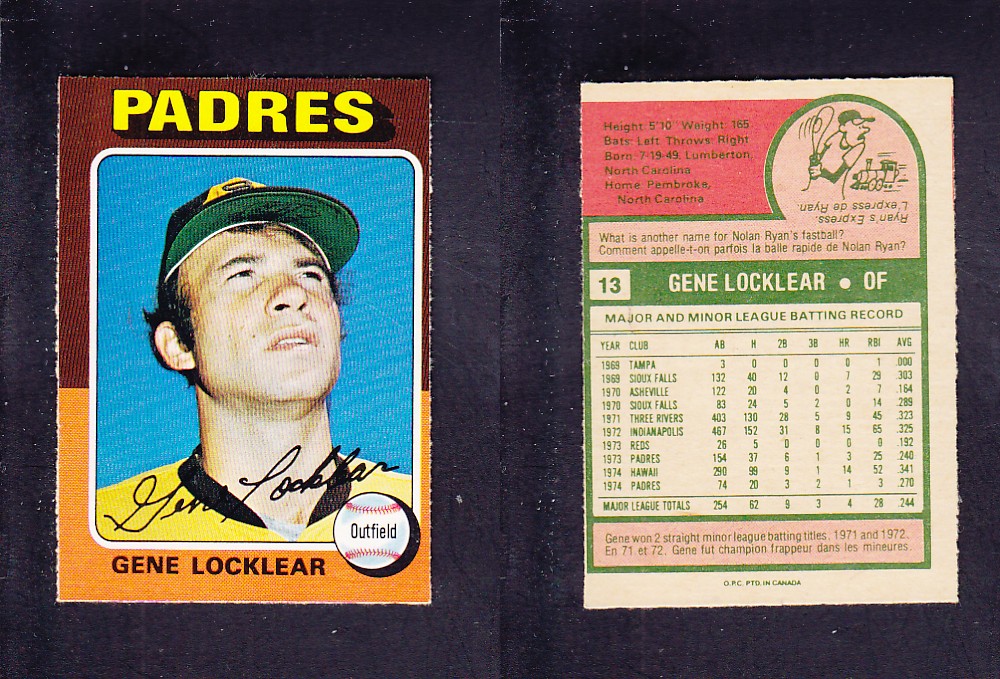 PADRES
Gene Locklear
Outfield
GENE LOCKLEAR
Height: 5'10" Weight: 165
Bats: Left Throws: Right
Born: 7-19-49, Lumberton,
North Carolina
Home: Pembroke,
North Carolina
Ryan's Express.
L'express de Ryan.
What is another name for Nolan Ryan's fastball?
Comment appelle-t-on parfois la balle rapide de Nolan Ryan?
13 GENE LOCKLEAR • OF
MAJOR AND MINOR LEAGUE BATTING RECORD
YEAR CLUB AB H 2B 3B HR RBI AVG
1969 TAMPA 3 0 0 0 0 1 .000
1969 SIOUX FALLS 132 40 12 0 7 29 .303
1970 ASHEVILLE 122 20 4 0 2 7 .164
1970 SIOUX FALLS 83 24 5 2 0 14 .289
1971 THREE RIVERS 403 130 28 5 9 45 .323
1972 INDIANAPOLIS 467 152 31 8 15 65 .325
1973 REDS 26 5 0 0 0 0 .192
1973 PADRES 154 37 6 1 3 25 .240
1974 HAWAII 290 99 9 1 14 52 .341
1974 PADRES 74 20 3 2 1 3 .270
MAJOR LEAGUE TOTALS 254 62 9 3 4 28 .244
Gene won 2 straight minor league batting titles, 1971 and 1972.
En 71 et 72, Gene fut champion frappeur dans les mineures.
O.P.C. PTD. IN CANADA